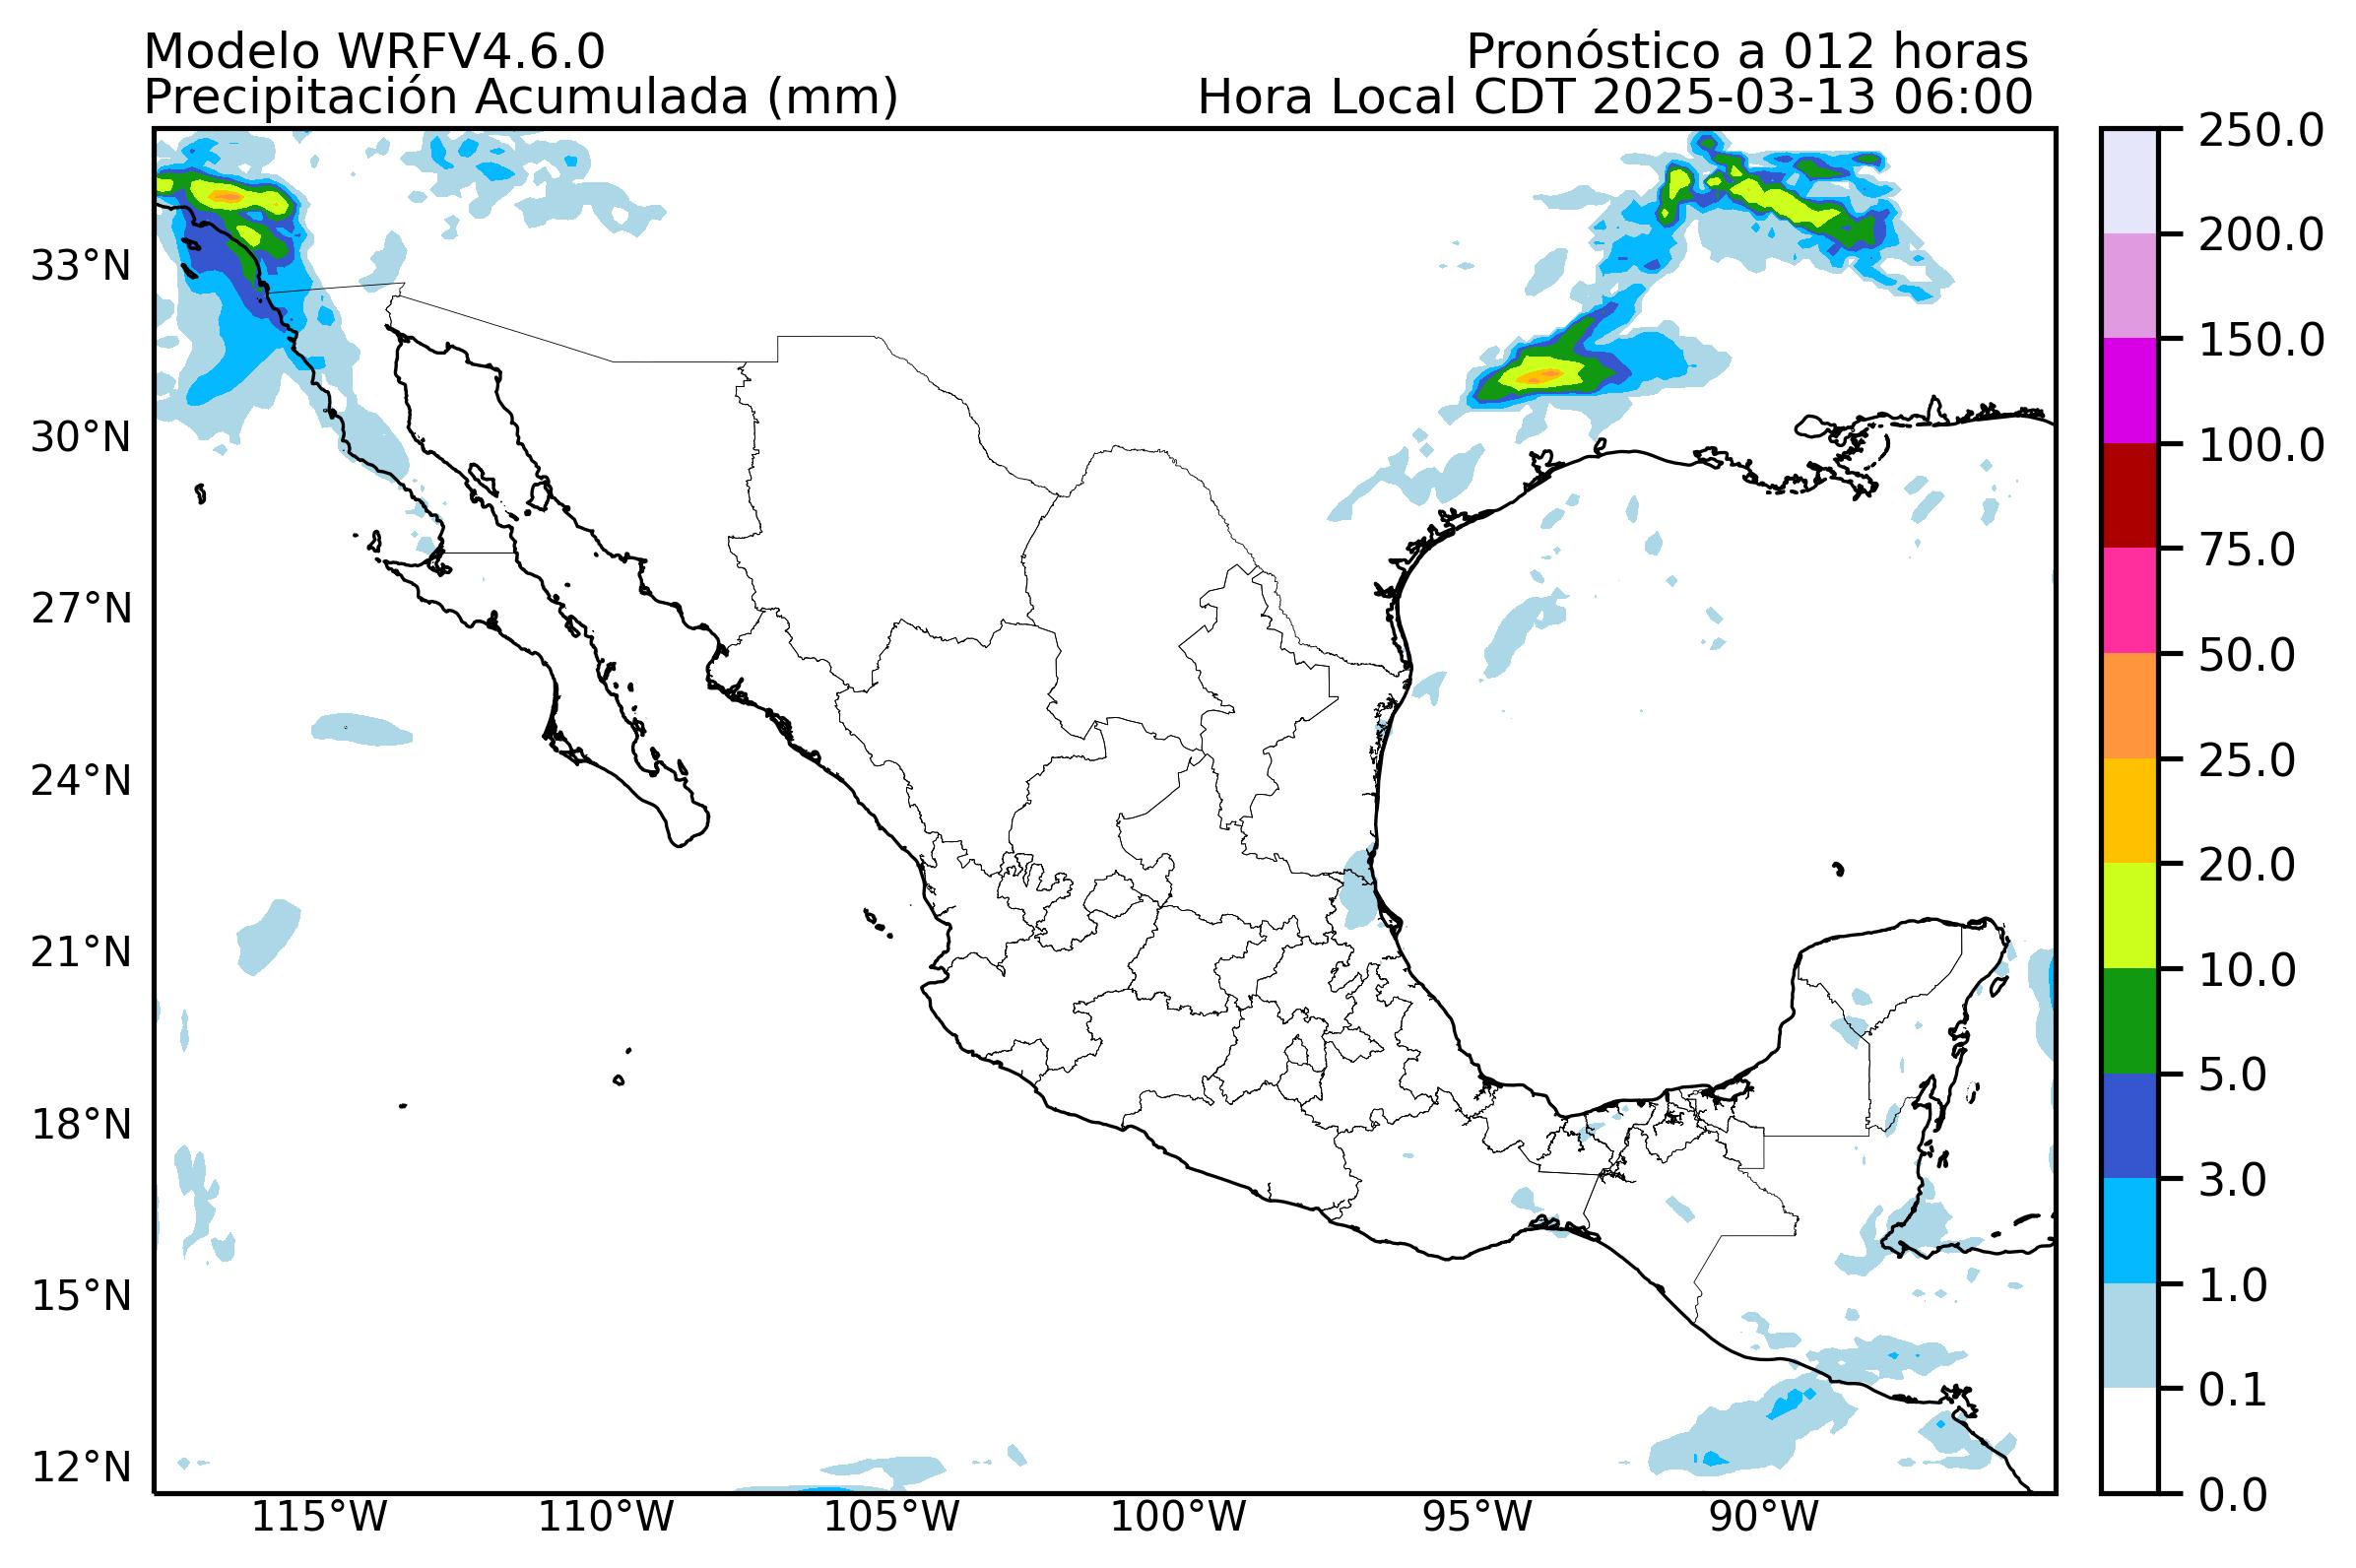 Modelo WRFV4.6.0
Pronóstico a 012 horas
Precipitación Acumulada (mm)
Hora Local CDT 2025-03-13 06:00
33°N
30°N
27°N
24°N
21°N
18°N
15°N
12°N
115°W
110°W
105°W
100°W
95°W
90°W
250.0
200.0
150.0
100.0
75.0
50.0
25.0
20.0
10.0
5.0
3.0
1.0
0.1
0.0